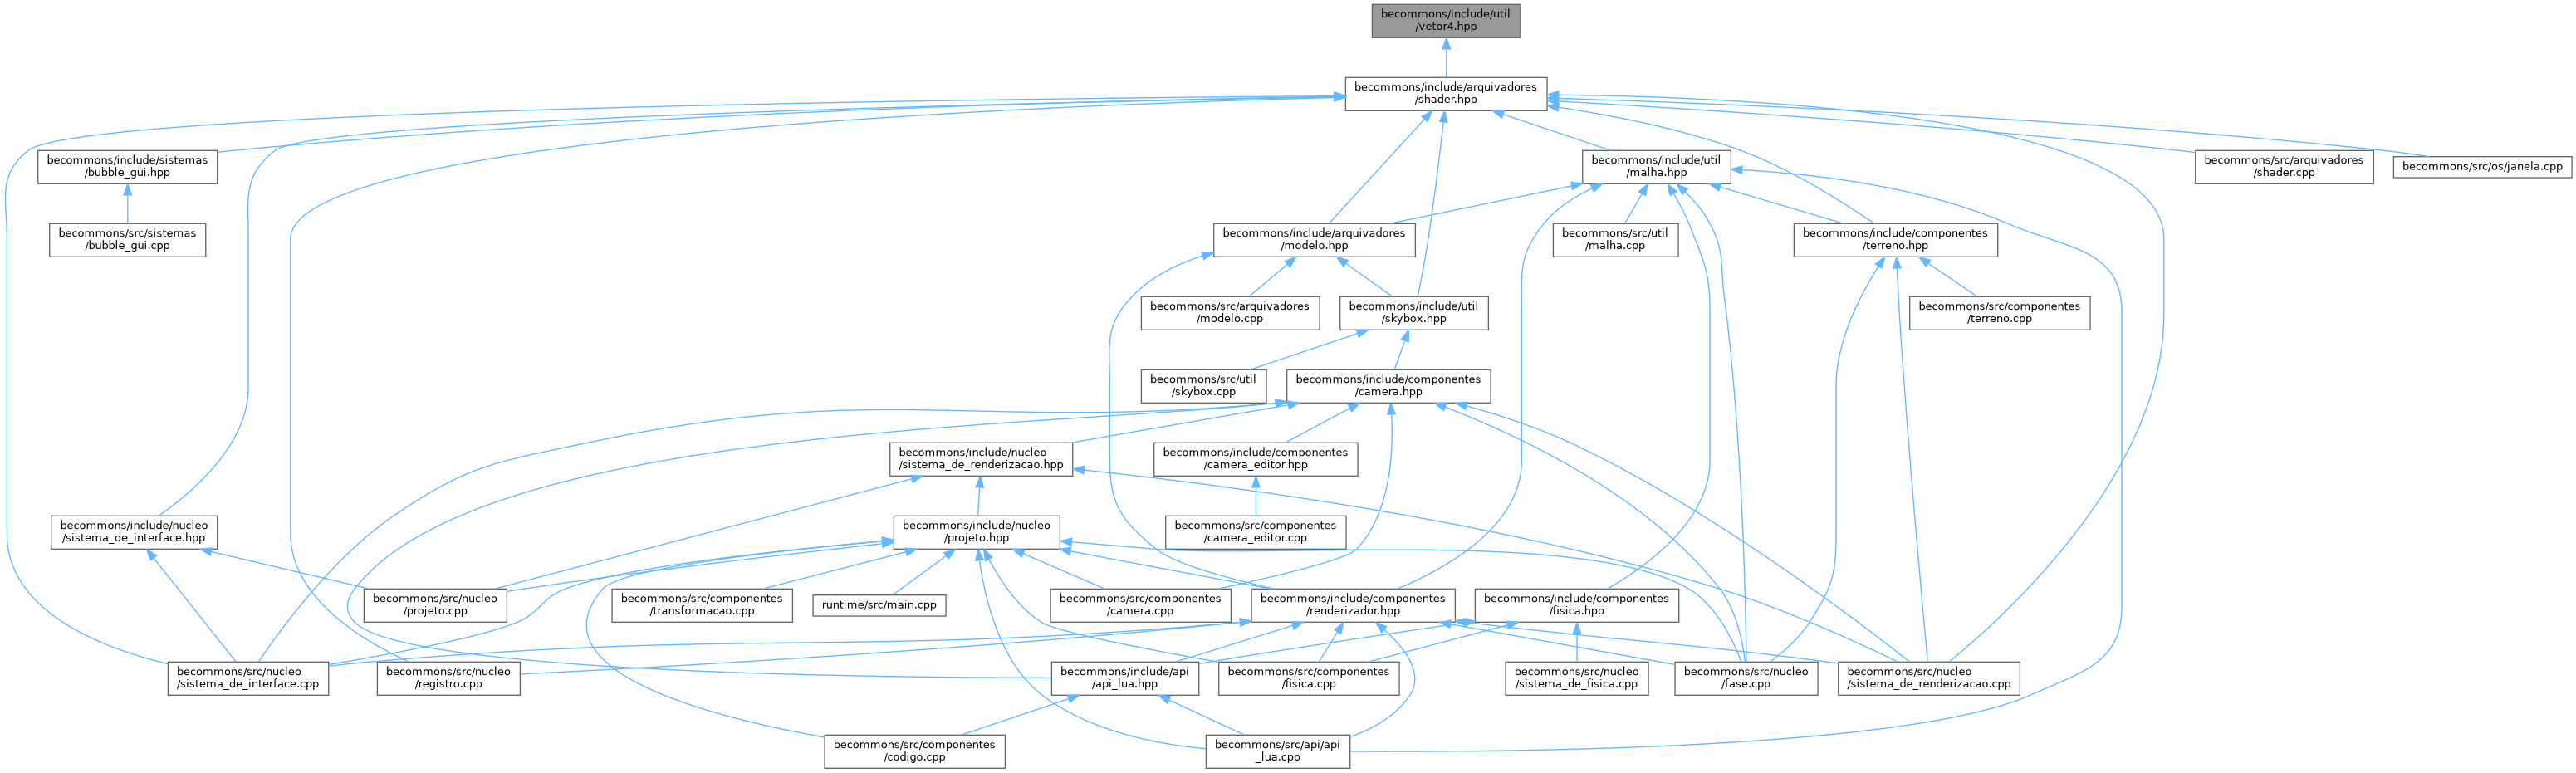 becommons/include/util
/vetor4.hpp
becommons/include/arquivadores
/shader.hpp
becommons/include/sistemas
/bubble_gui.hpp
becommons/include/util
/malha.hpp
becommons/src/arquivadores
/shader.cpp
becommons/src/os/janela.cpp
becommons/src/sistemas
/bubble_gui.cpp
becommons/include/arquivadores
/modelo.hpp
becommons/src/util
/malha.cpp
becommons/include/componentes
/terreno.hpp
becommons/src/arquivadores
/modelo.cpp
becommons/include/util
/skybox.hpp
becommons/src/componentes
/terreno.cpp
becommons/src/util
/skybox.cpp
becommons/include/componentes
/camera.hpp
becommons/include/nucleo
/sistema_de_renderizacao.hpp
becommons/include/componentes
/camera_editor.hpp
becommons/include/nucleo
/sistema_de_interface.hpp
becommons/include/nucleo
/projeto.hpp
becommons/src/componentes
/camera_editor.cpp
becommons/src/nucleo
/projeto.cpp
becommons/src/componentes
/transformacao.cpp
runtime/src/main.cpp
becommons/src/componentes
/camera.cpp
becommons/include/componentes
/renderizador.hpp
becommons/include/componentes
/fisica.hpp
becommons/src/nucleo
/sistema_de_interface.cpp
becommons/src/nucleo
/registro.cpp
becommons/include/api
/api_lua.hpp
becommons/src/componentes
/fisica.cpp
becommons/src/nucleo
/sistema_de_fisica.cpp
becommons/src/nucleo
/fase.cpp
becommons/src/nucleo
/sistema_de_renderizacao.cpp
becommons/src/componentes
/codigo.cpp
becommons/src/api/api
_lua.cpp